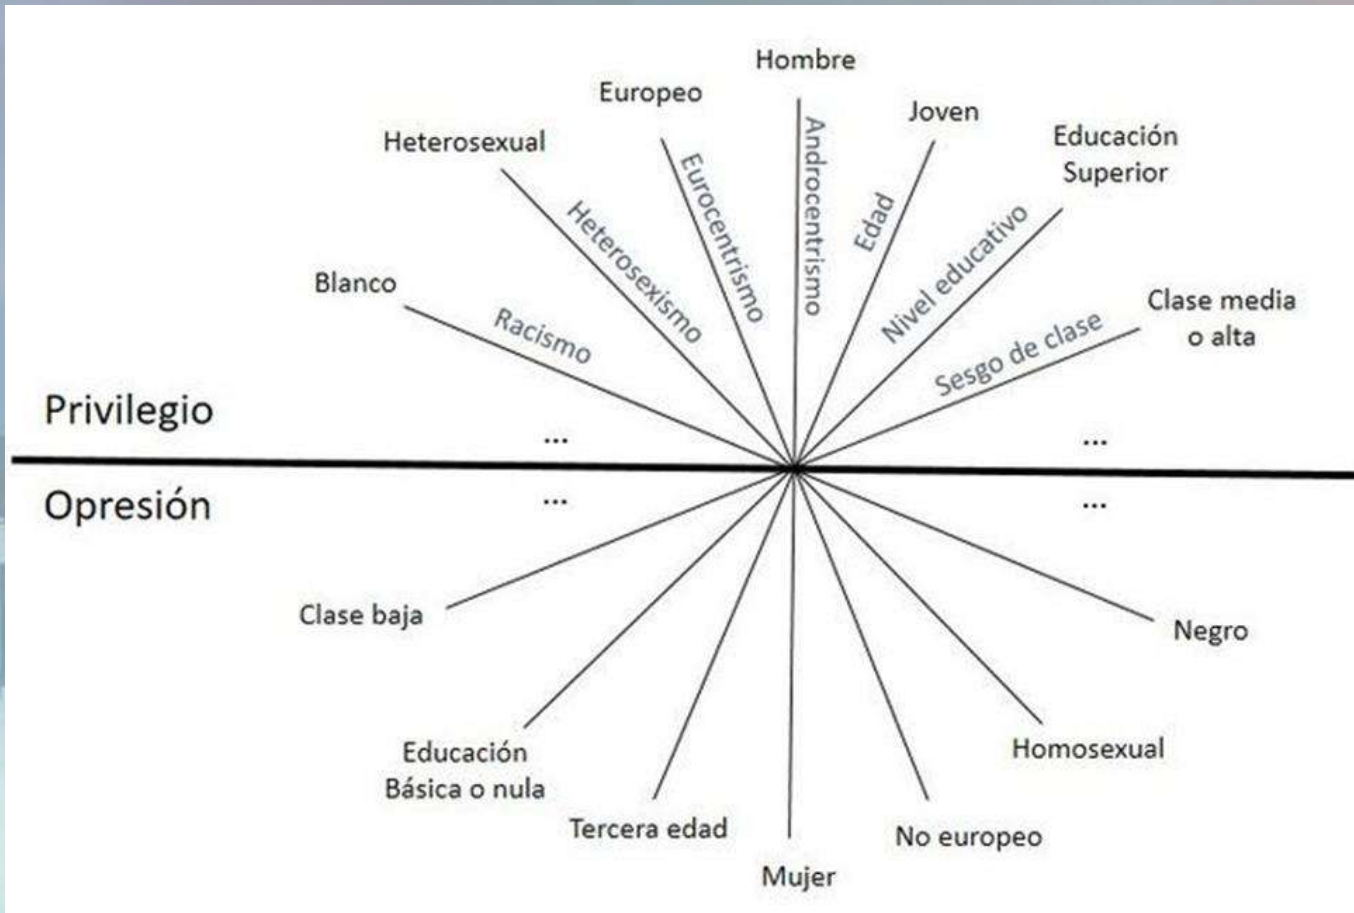 Hombre
Europeo
Joven
Heterosexual
Educación
Superior
Blanco
Clase media
o alta
Racismo
Heterosexismo
Eurocentrismo
Androcentrismo
Edad
Nivel educativo
Sesgo de clase
Privilegio
...
...
Opresión
...
...
Clase baja
Negro
Educación
Básica o nula
Homosexual
Tercera edad
No europeo
Mujer